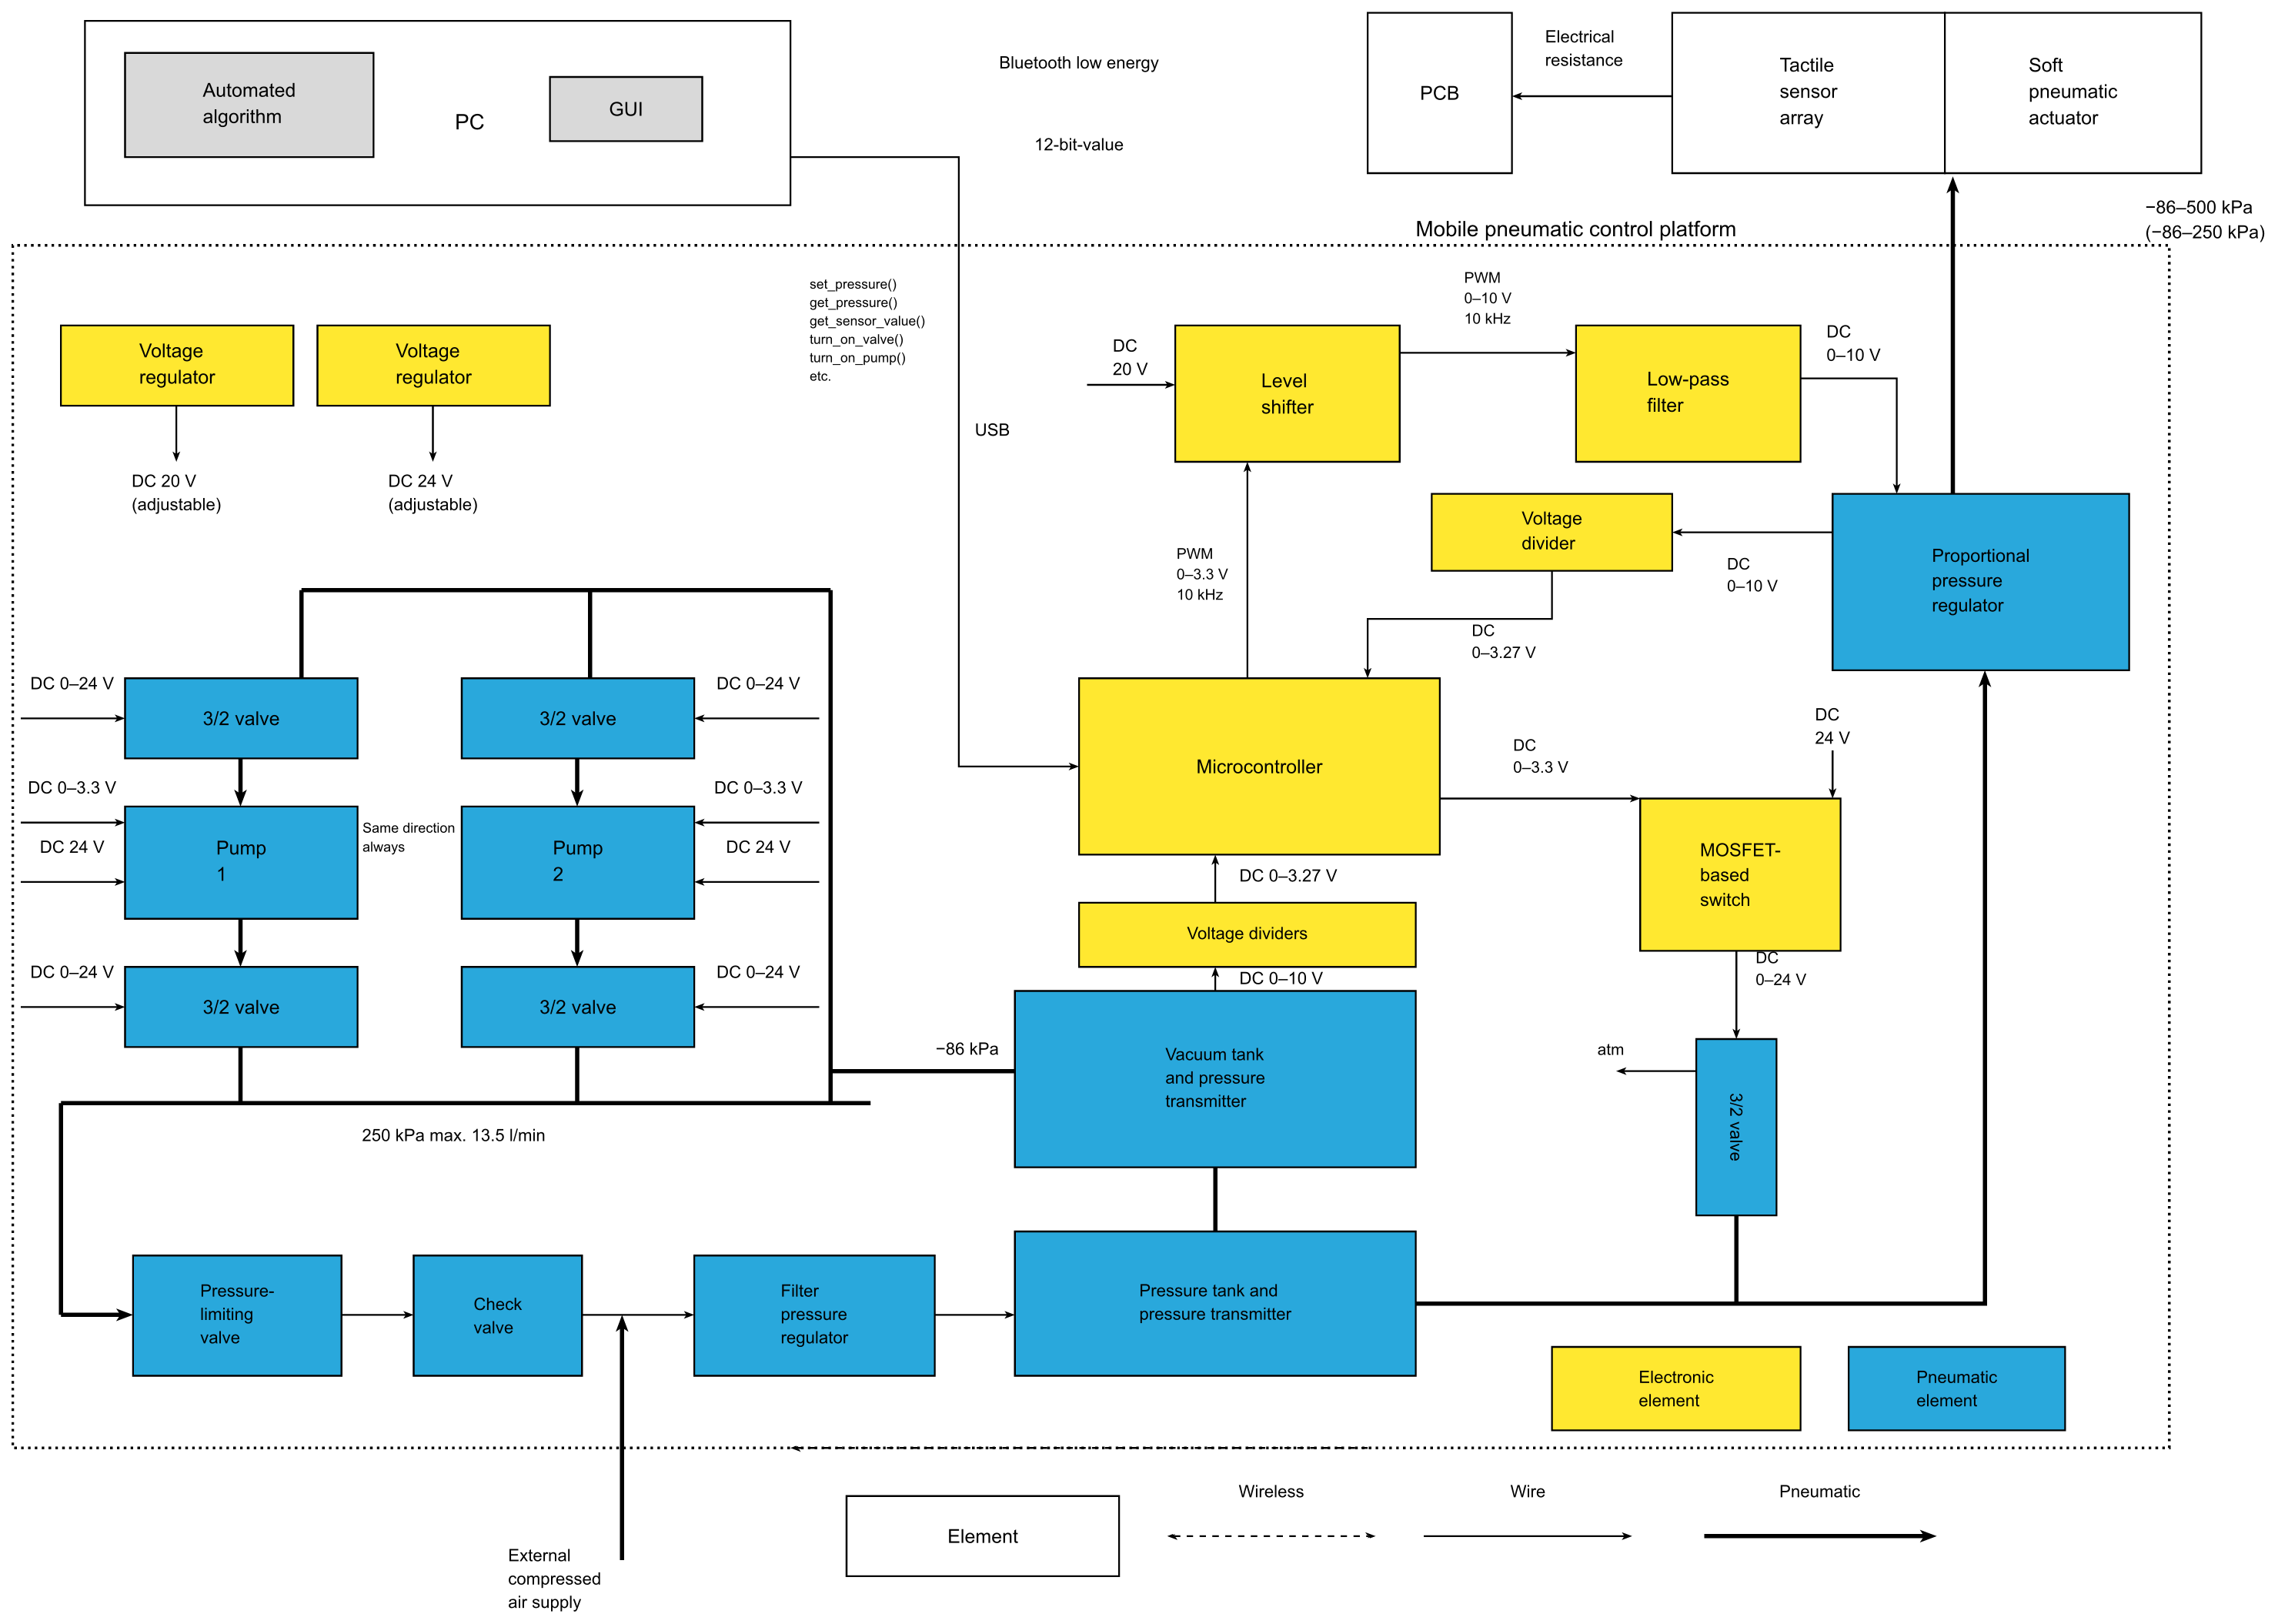 Automated
algorithm
PC
GUI
Bluetooth low energy
12-bit-value
PCB
Electrical
resistance
Tactile
sensor
array
Soft
pneumatic
actuator
−86–500 kPa
(−86–250 kPa)
Mobile pneumatic control platform
Voltage
regulator
Voltage
regulator
DC 20 V
(adjustable)
DC 24 V
(adjustable)
set_pressure()
get_pressure()
get_sensor_value()
turn_on_valve()
turn_on_pump()
etc.
USB
DC
20 V
Level
shifter
PWM
0–10 V
10 kHz
Low-pass
filter
DC
0–10 V
Voltage
divider
DC
0–10 V
Proportional
pressure
regulator
PWM
0–3.3 V
10 kHz
DC
0–3.27 V
DC 0–24 V
3/2 valve
3/2 valve
DC 0–24 V
DC 0–3.3 V
DC 24 V
Pump
1
Same direction
always
Pump
2
DC 0–3.3 V
DC 24 V
DC 0–24 V
3/2 valve
3/2 valve
DC 0–24 V
Microcontroller
DC
0–3.3 V
DC
24 V
MOSFET-
based
switch
DC 0–3.27 V
Voltage dividers
DC 0–10 V
DC
0–24 V
−86 kPa
Vacuum tank
and pressure
transmitter
atm
3/2 valve
250 kPa max. 13.5 l/min
Pressure-
limiting
valve
Check
valve
Filter
pressure
regulator
Pressure tank and
pressure transmitter
Electronic
element
Pneumatic
element
External
compressed
air supply
Element
Wireless
Wire
Pneumatic